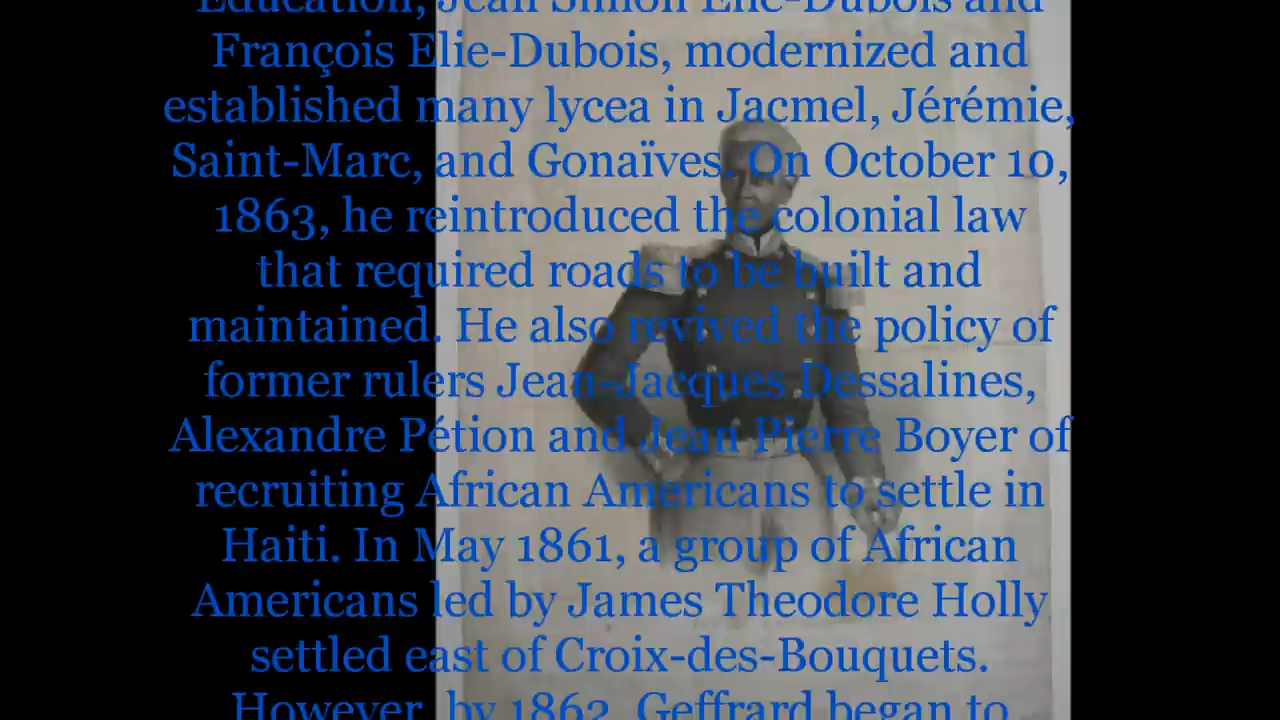 Education, Jean Simon Elie-Dubois and
François Elie-Dubois, modernized and
established many lycea in Jacmel, Jérémie,
Saint-Marc, and Gonaïves. On October 10,
1863, he reintroduced the colonial law
that required roads to be built and
maintained. He also revived the policy of
former rulers Jean-Jacques Dessalines,
Alexandre Pétion and Jean Pierre Boyer of
recruiting African Americans to settle in
Haiti. In May 1861, a group of African
Americans led by James Theodore Holly
settled east of Croix-des-Bouquets.
However, by 1862, Geffrard began to